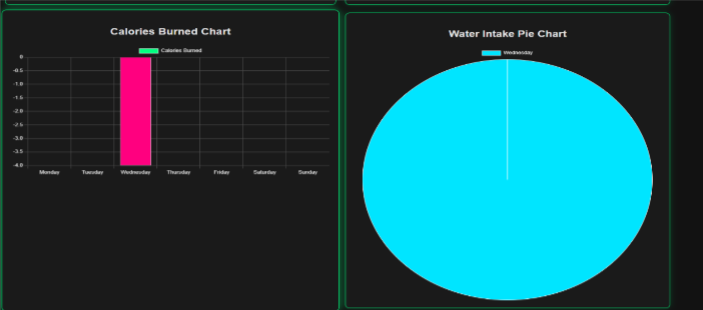 Calories Burned Chart
Calories Burned
0
-0.5
-1.0
-1.5
-2.0
-2.5
-3.0
-3.5
-4.0
Monday Tuesday Wednesday Thursday Friday Saturday Sunday
Water Intake Pie Chart
Wednesday